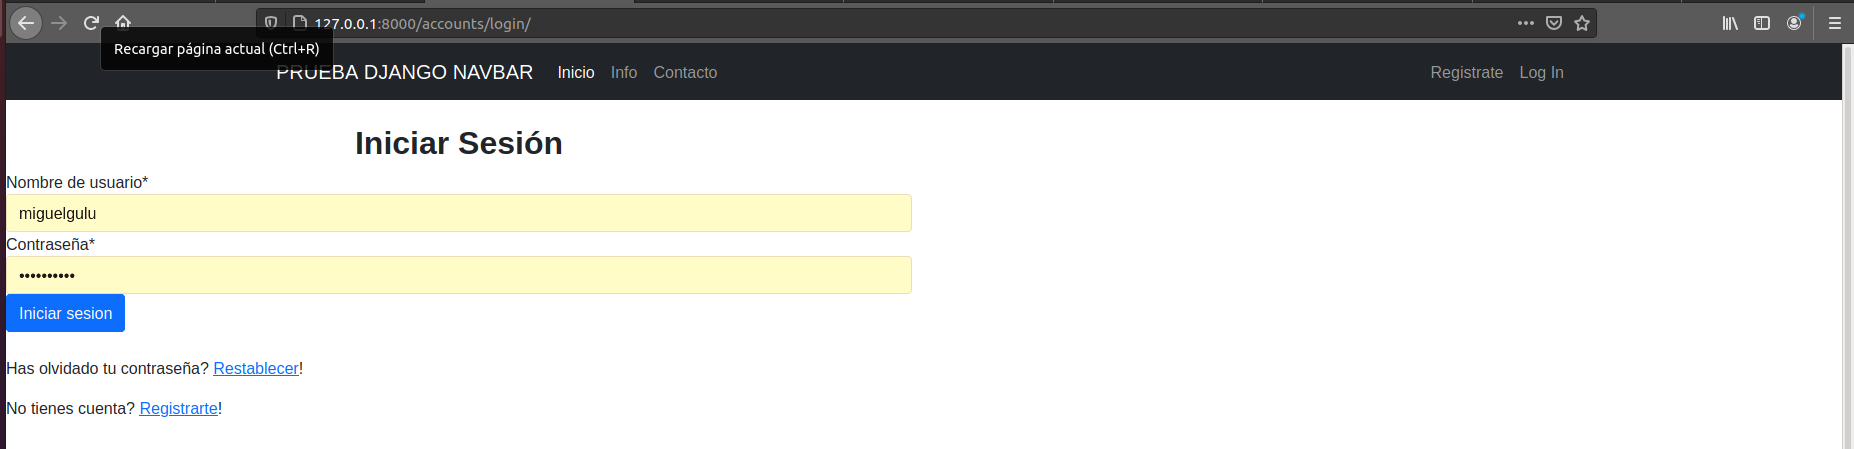 127.0.0.1:8000/accounts/login/
Recargar página actual (Ctrl+R)
PRUEBA DJANGO NAVBAR Inicio Info Contacto Registrate Log In
Iniciar Sesión
Nombre de usuario*
miguelgulu
Contraseña*
••••••••••
Iniciar sesion
Has olvidado tu contraseña? Restablecer!
No tienes cuenta? Registrarte!